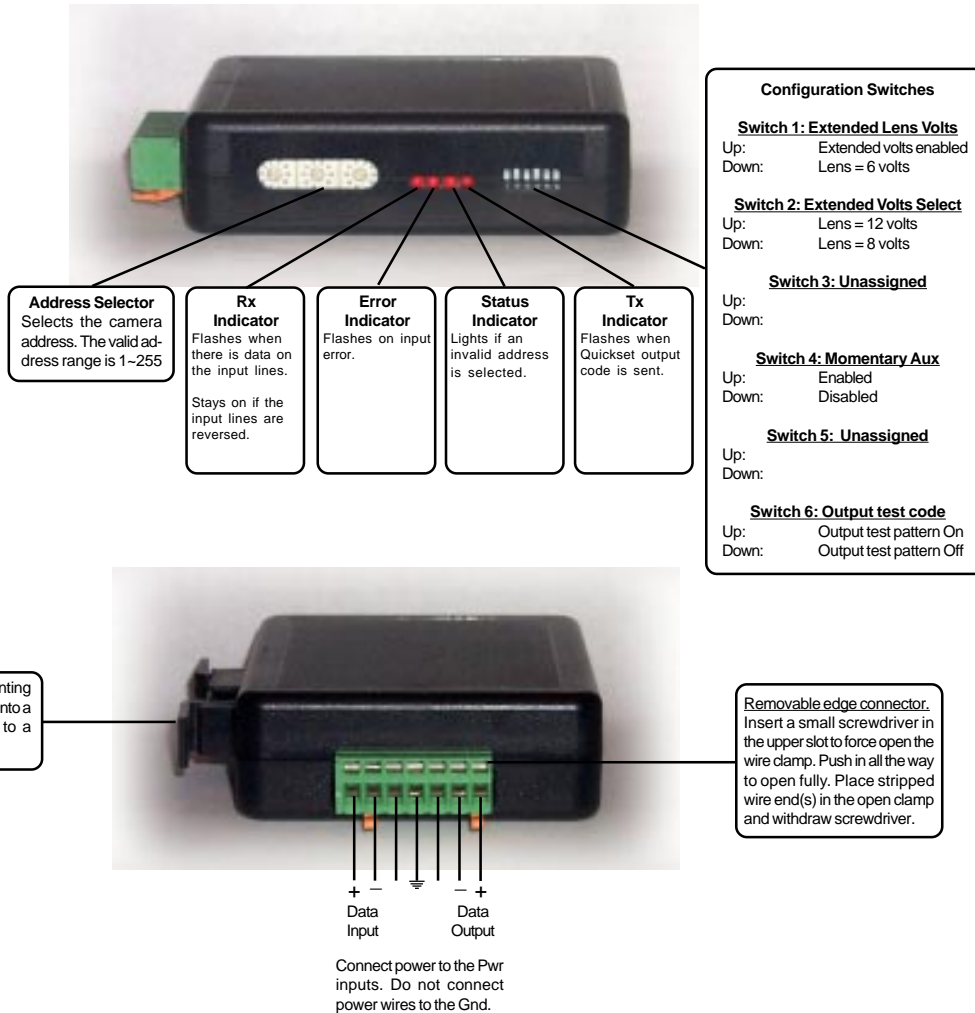 Configuration Switches
Switch 1: Extended Lens Volts
Up: Extended volts enabled
Down: Lens = 6 volts
Switch 2: Extended Volts Select
Up: Lens = 12 volts
Down: Lens = 8 volts
Switch 3: Unassigned
Up:
Down:
Switch 4: Momentary Aux
Up: Enabled
Down: Disabled
Switch 5: Unassigned
Up:
Down:
Switch 6: Output test code
Up: Output test pattern On
Down: Output test pattern Off
Address Selector
Selects the camera
address. The valid ad-
dress range is 1~255
Rx
Indicator
Flashes when
there is data on
the input lines.
Stays on if the
input lines are
reversed.
Error
Indicator
Flashes on input
error.
Status
Indicator
Lights if an
invalid address
is selected.
Tx
Indicator
Flashes when
Quickset output
code is sent.
nting
nto a
to a
Removable edge connector.
Insert a small screwdriver in
the upper slot to force open the
wire clamp. Push in all the way
to open fully. Place stripped
wire end(s) in the open clamp
and withdraw screwdriver.
+ – – +
Data
Input
Data
Output
Connect power to the Pwr
inputs. Do not connect
power wires to the Gnd.